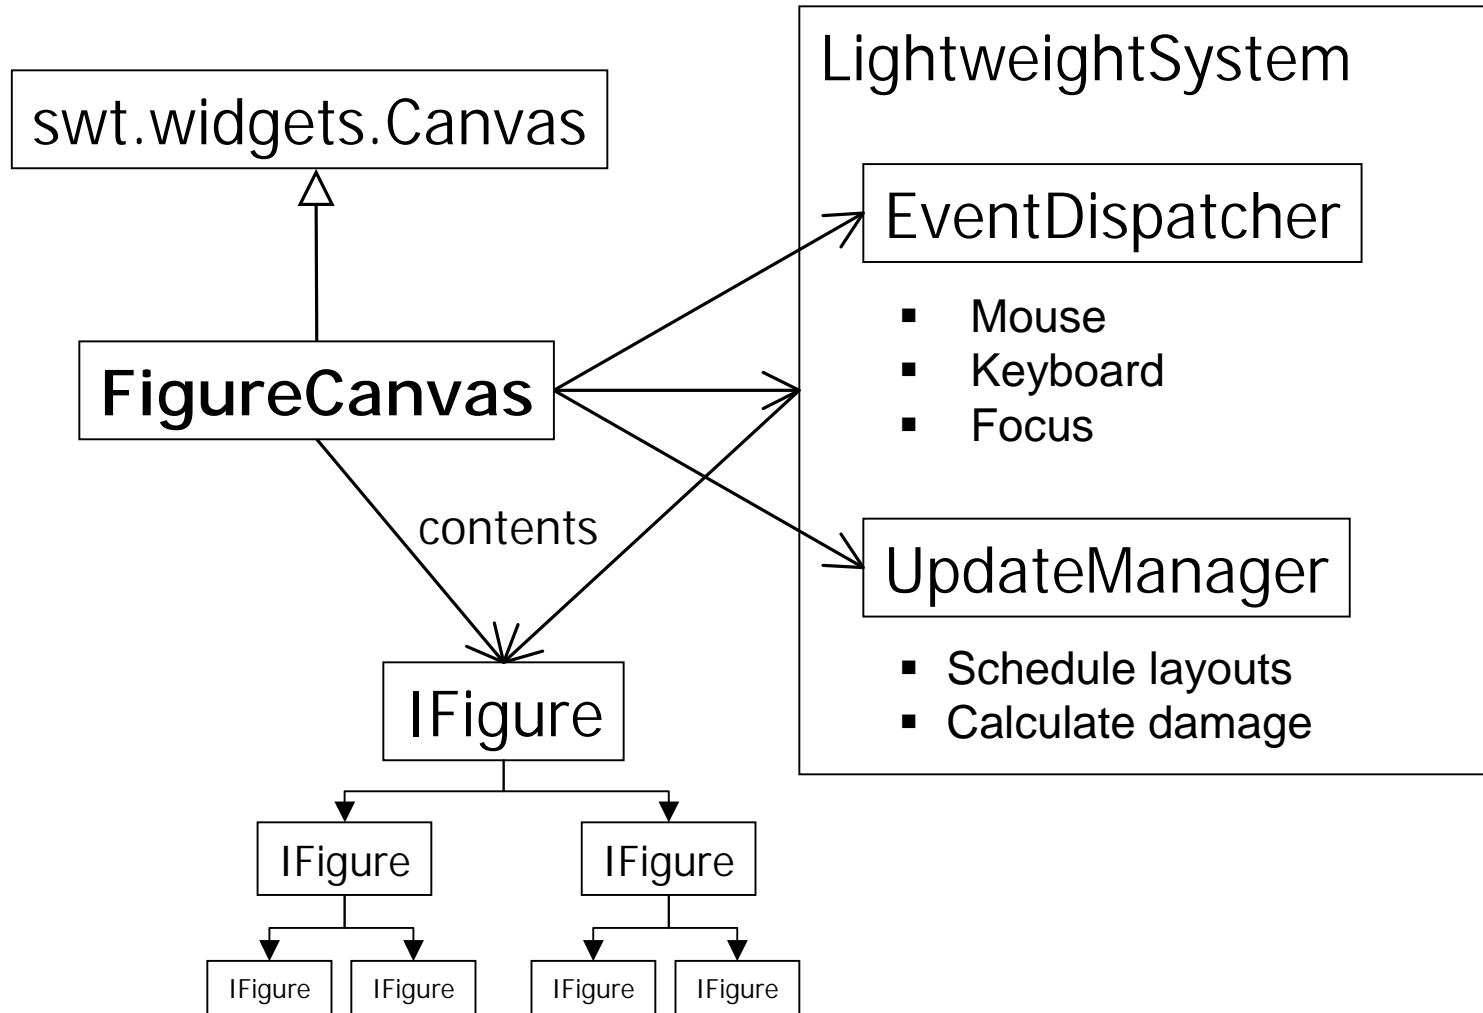 LightweightSystem
swt.widgets.Canvas
EventDispatcher
▪ Mouse
▪ Keyboard
▪ Focus
FigureCanvas
contents
UpdateManager
▪ Schedule layouts
▪ Calculate damage
IFigure
IFigure
IFigure
IFigure
IFigure
IFigure
IFigure